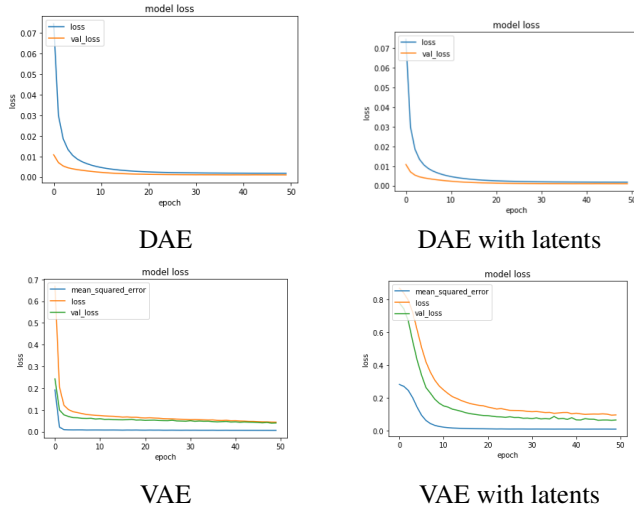 model loss
loss
val_loss
0.07
0.06
0.05
0.04
0.03
0.02
0.01
0.00
loss
0 10 20 30 40 50
epoch
DAE
model loss
loss
val_loss
0.07
0.06
0.05
0.04
0.03
0.02
0.01
0.00
loss
0 10 20 30 40 50
epoch
DAE with latents
model loss
mean_squared_error
loss
val_loss
0.7
0.6
0.5
0.4
0.3
0.2
0.1
0.0
loss
0 10 20 30 40 50
epoch
VAE
model loss
mean_squared_error
loss
val_loss
0.8
0.6
0.4
0.2
0.0
loss
0 10 20 30 40 50
epoch
VAE with latents